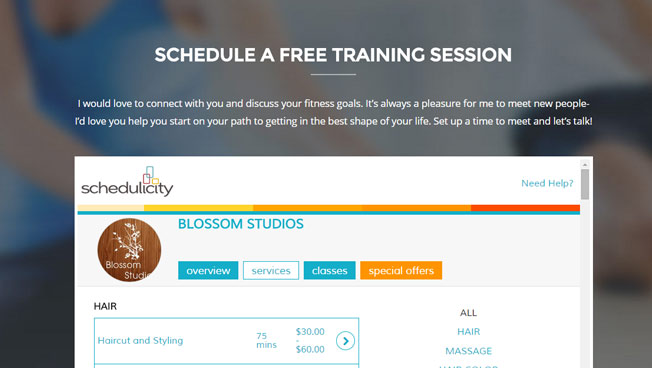 SCHEDULE A FREE TRAINING SESSION
I would love to connect with you and discuss your fitness goals. It's always a pleasure for me to meet new people-
I'd love you help you start on your path to getting in the best shape of your life. Set up a time to meet and let's talk!
schedulicity
Need Help?
BLOSSOM STUDIOS
Blossom
Studio
overview services classes special offers
HAIR
ALL
Haircut and Styling 75 mins $30.00 - $60.00
HAIR
MASSAGE
HAIR COLOR